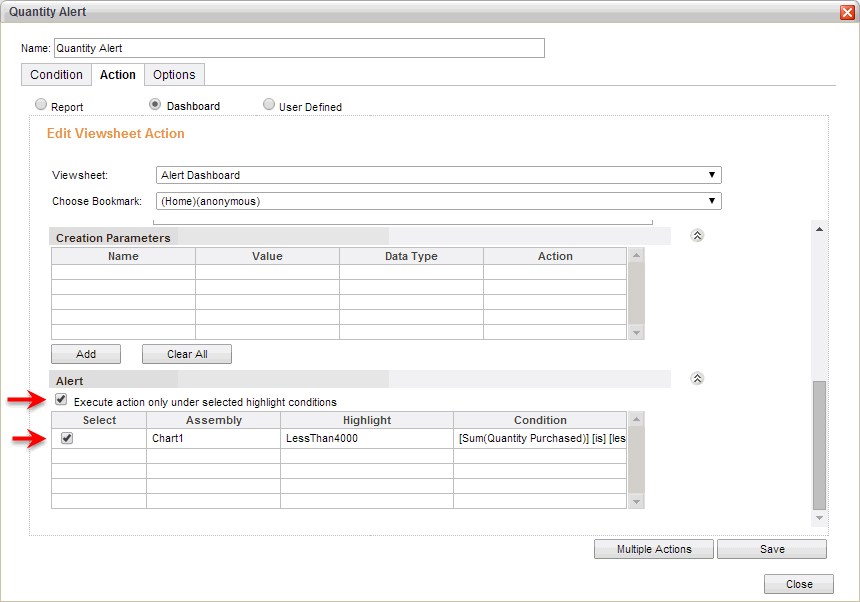 Quantity Alert
Name: Quantity Alert
Condition Action Options
Report Dashboard User Defined
Edit Viewsheet Action
Viewsheet: Alert Dashboard
Choose Bookmark: (Home)(anonymous)
Creation Parameters
Name Value Data Type Action
Add Clear All
Alert
Execute action only under selected highlight conditions
Select Assembly Highlight Condition
Chart1 LessThan4000 [Sum(Quantity Purchased)] [is] [les
Multiple Actions Save
Close